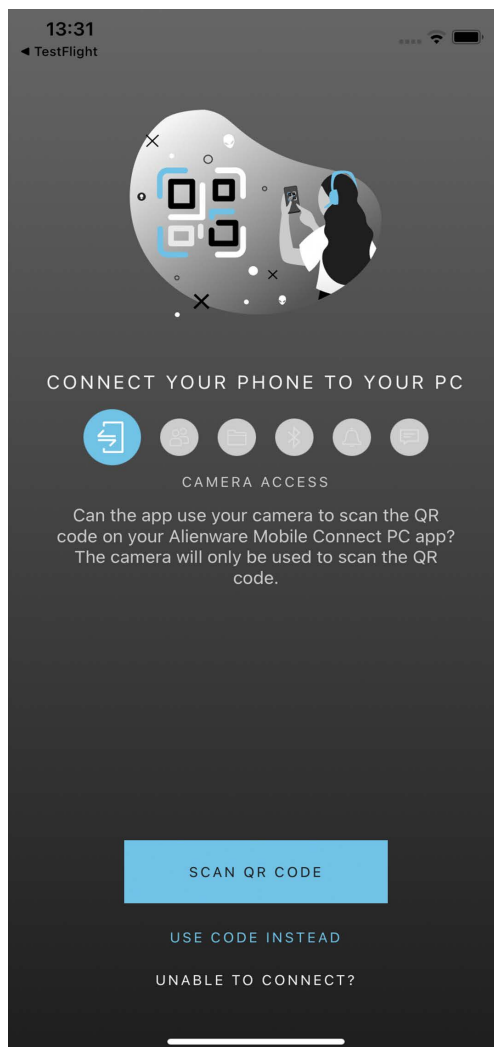 13:31
◀ TestFlight
CONNECT YOUR PHONE TO YOUR PC
CAMERA ACCESS
Can the app use your camera to scan the QR
code on your Alienware Mobile Connect PC app?
The camera will only be used to scan the QR
code.
SCAN QR CODE
USE CODE INSTEAD
UNABLE TO CONNECT?